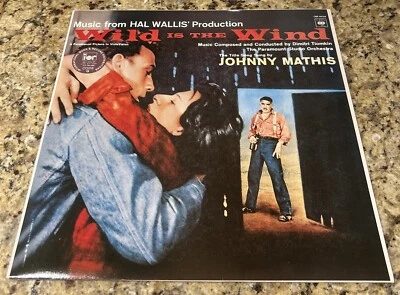 Music from HAL WALLIS' Production
Wild is the Wind
A Paramount Picture in VistaVision
Music Composed and Conducted by Dimitri Tiomkin
The Paramount Studio Orchestra
The Title Song Sung by
JOHNNY MATHIS